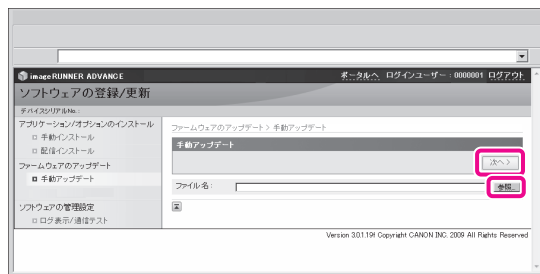 imageRUNNER ADVANCE
ポータルへ ログインユーザー：0000001 ログアウト
ソフトウェアの登録/更新
デバイスシリアルNo.:
アプリケーション/オプションのインストール
手動インストール
配信インストール
ファームウェアのアップデート
手動アップデート
ソフトウェアの管理設定
ログ表示/通信テスト
ファームウェアのアップデート > 手動アップデート
手動アップデート
次へ >
ファイル名:
参照...
Version 3.0.1.19f Copyright CANON INC. 2009 All Rights Reserved